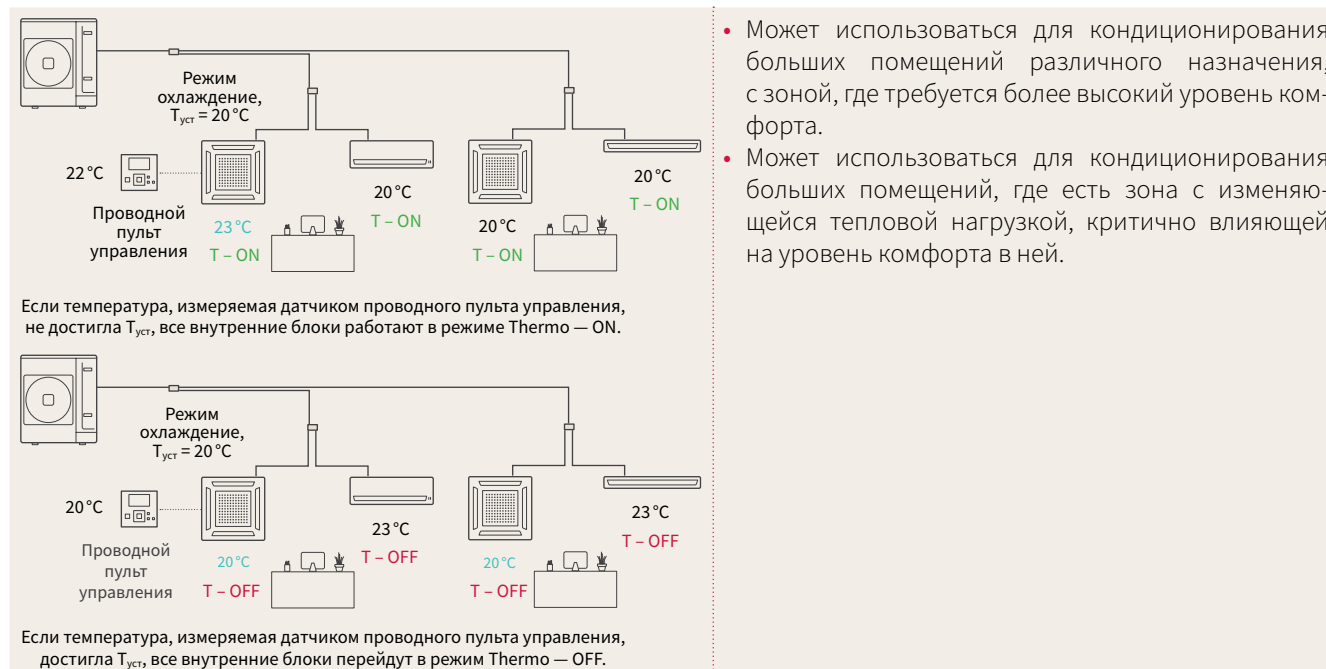 Режим
охлаждение,
Tуст = 20 °C
22 °C
Проводной
пульт
управления
23 °C
T – ON
20 °C
T – ON
20 °C
T – ON
20 °C
T – ON
Если температура, измеряемая датчиком проводного пульта управления,
не достигла Tуст, все внутренние блоки работают в режиме Thermo — ON.
Режим
охлаждение,
Tуст = 20 °C
20 °C
Проводной
пульт
управления
20 °C
T – OFF
23 °C
T – OFF
20 °C
T – OFF
23 °C
T – OFF
Если температура, измеряемая датчиком проводного пульта управления,
достигла Tуст, все внутренние блоки перейдут в режим Thermo — OFF.
• Может использоваться для кондиционирования
больших помещений различного назначения,
с зоной, где требуется более высокий уровень ком-
форта.
• Может использоваться для кондиционирования
больших помещений, где есть зона с изменяю-
щейся тепловой нагрузкой, критично влияющей
на уровень комфорта в ней.